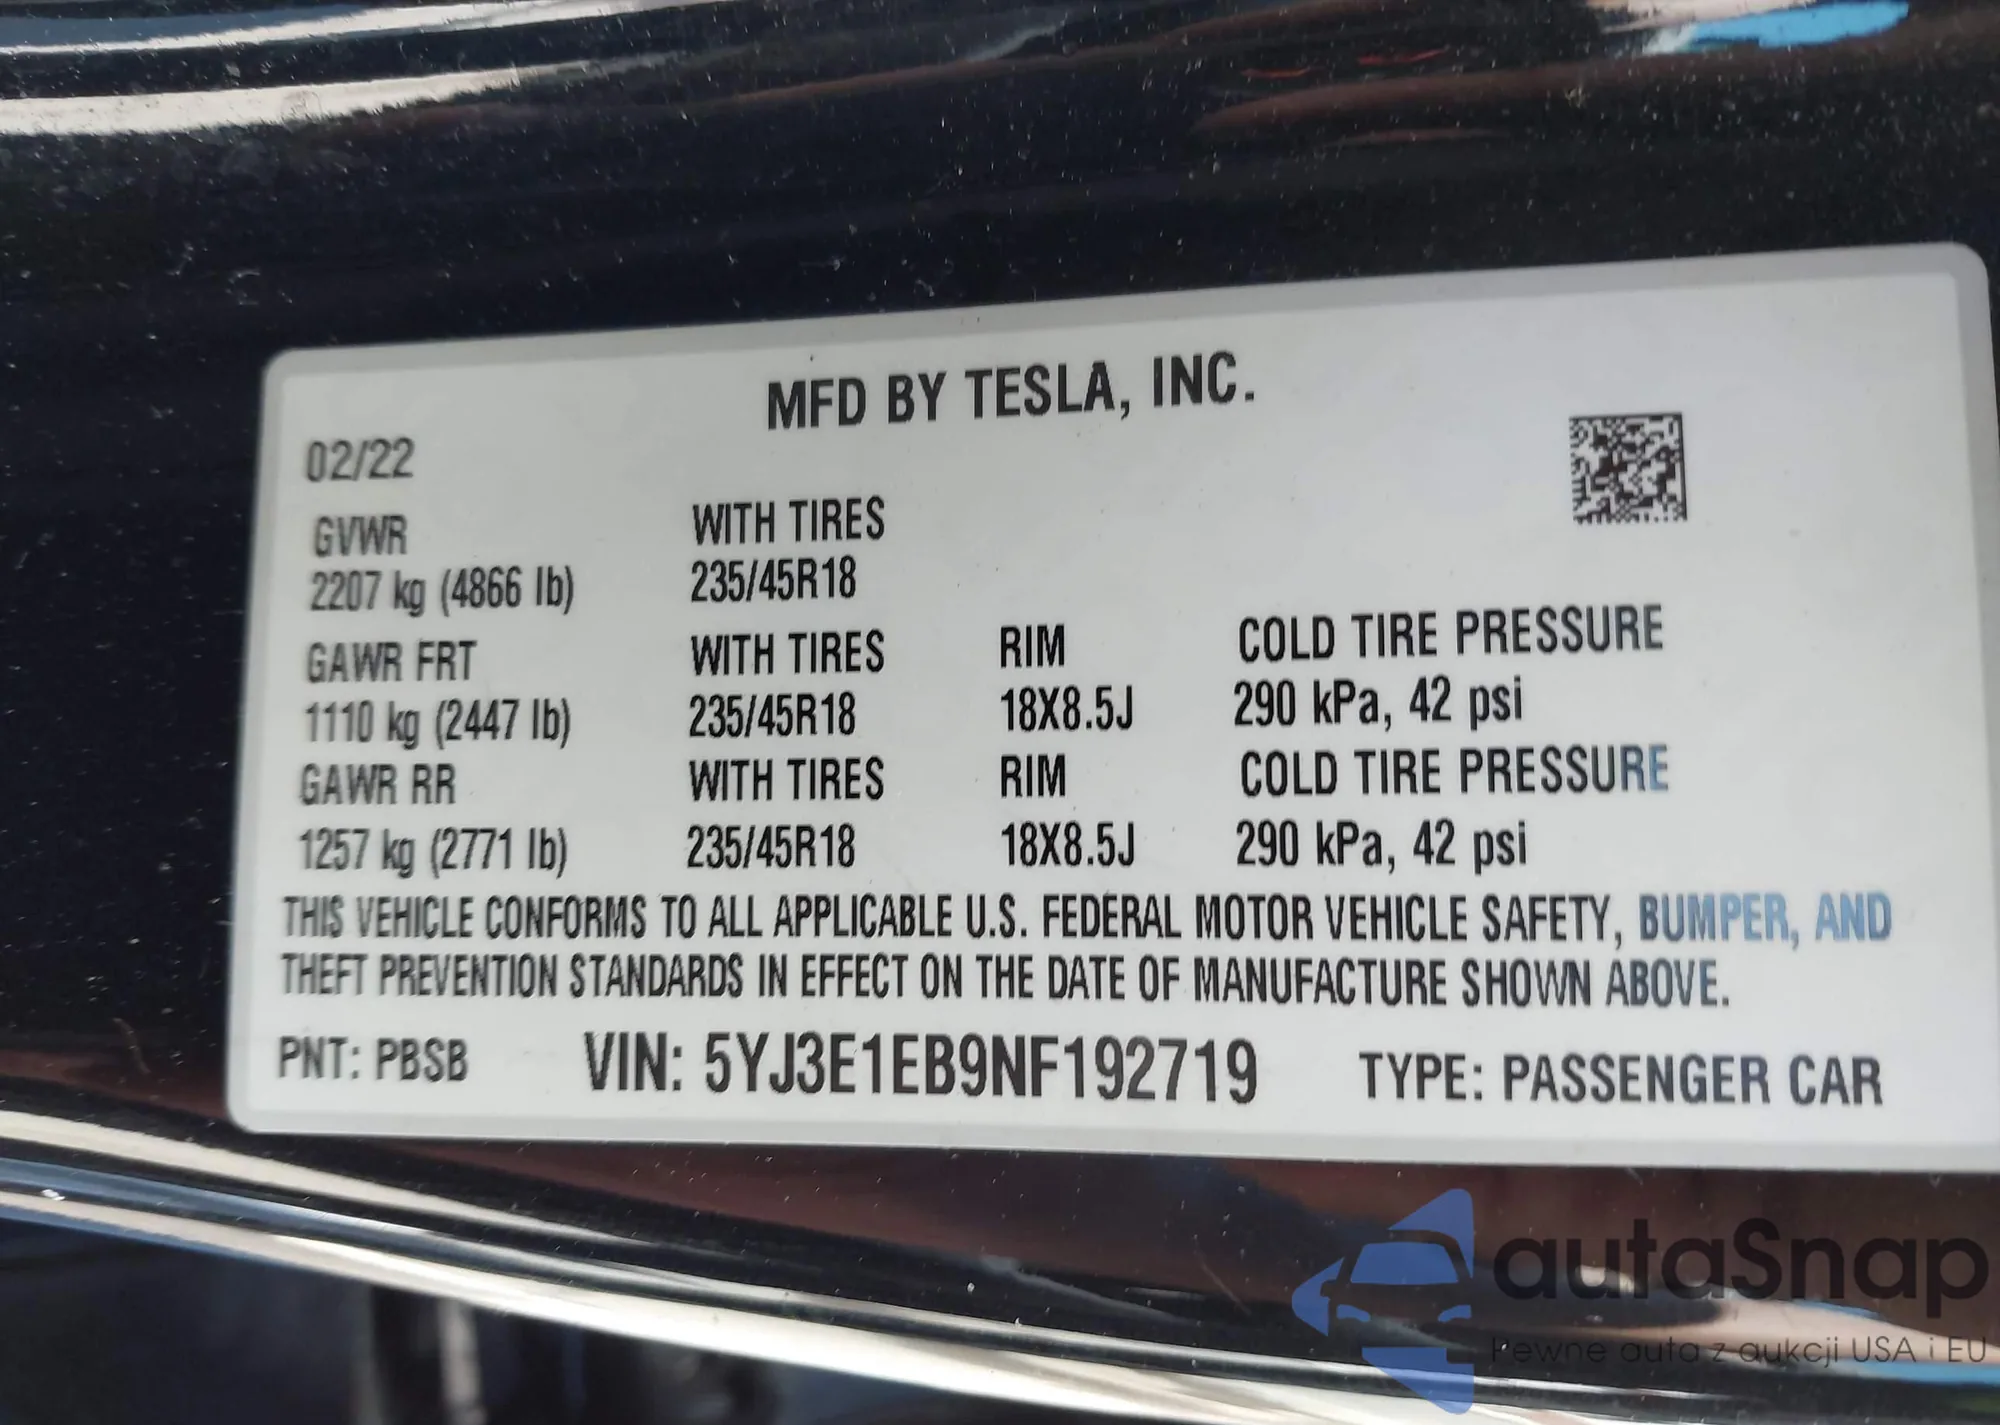 MFD BY TESLA, INC.
02/22
GVWR WITH TIRES
2207 kg (4866 lb) 235/45R18
GAWR FRT WITH TIRES RIM COLD TIRE PRESSURE
1110 kg (2447 lb) 235/45R18 18X8.5J 290 kPa, 42 psi
GAWR RR WITH TIRES RIM COLD TIRE PRESSURE
1257 kg (2771 lb) 235/45R18 18X8.5J 290 kPa, 42 psi
THIS VEHICLE CONFORMS TO ALL APPLICABLE U.S. FEDERAL MOTOR VEHICLE SAFETY, BUMPER, AND
THEFT PREVENTION STANDARDS IN EFFECT ON THE DATE OF MANUFACTURE SHOWN ABOVE.
PNT: PBSB VIN: 5YJ3E1EB9NF192719 TYPE: PASSENGER CAR
autaSnap
Pewne auta z aukcji USA i EU